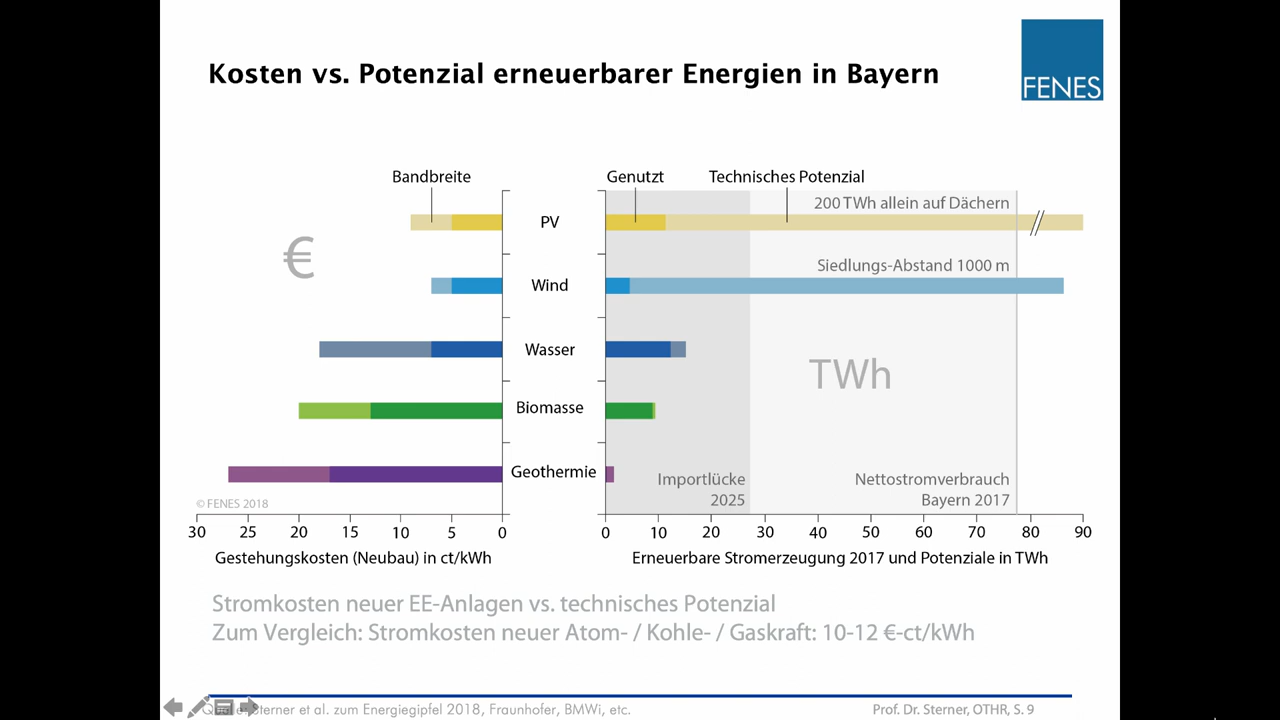 Kosten vs. Potenzial erneuerbarer Energien in Bayern
FENES
Bandbreite
Genutzt
Technisches Potenzial
€
PV
200 TWh allein auf Dächern
Wind
Siedlungs-Abstand 1000 m
Wasser
TWh
Biomasse
Geothermie
Importlücke
2025
Nettostromverbrauch
Bayern 2017
© FENES 2018
30 25 20 15 10 5 0
0 10 20 30 40 50 60 70 80 90
Gestehungskosten (Neubau) in ct/kWh
Erneuerbare Stromerzeugung 2017 und Potenziale in TWh
Stromkosten neuer EE-Anlagen vs. technisches Potenzial
Zum Vergleich: Stromkosten neuer Atom- / Kohle- / Gaskraft: 10-12 €-ct/kWh
Sterner et al. zum Energiegipfel 2018, Fraunhofer, BMWi, etc.
Prof. Dr. Sterner, OTHR, S. 9